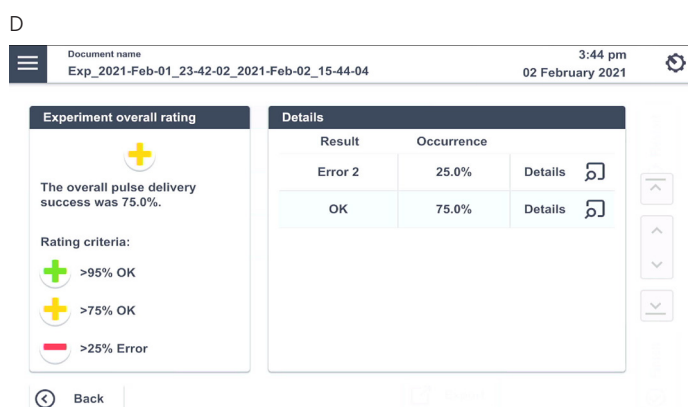 D
Document name
Exp_2021-Feb-01_23-42-02_2021-Feb-02_15-44-04
3:44 pm
02 February 2021
Experiment overall rating
The overall pulse delivery
success was 75.0%.
Rating criteria:
>95% OK
>75% OK
>25% Error
Details
Result Occurrence
Error 2 25.0% Details
OK 75.0% Details
Back